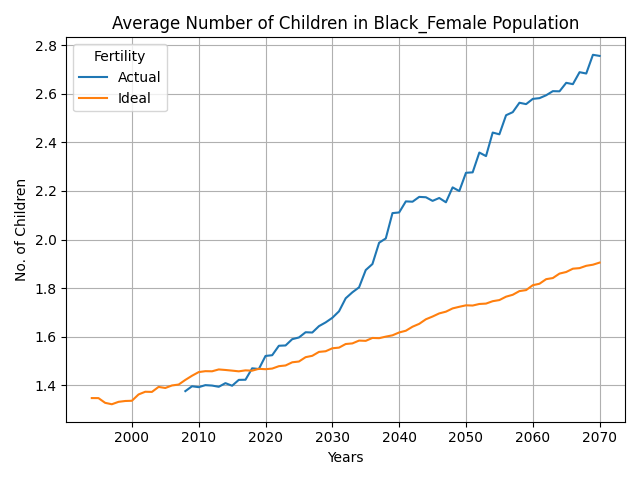 Average Number of Children in Black_Female Population
Fertility
Actual
Ideal
No. of Children
2.8
2.6
2.4
2.2
2.0
1.8
1.6
1.4
2000 2010 2020 2030 2040 2050 2060 2070
Years